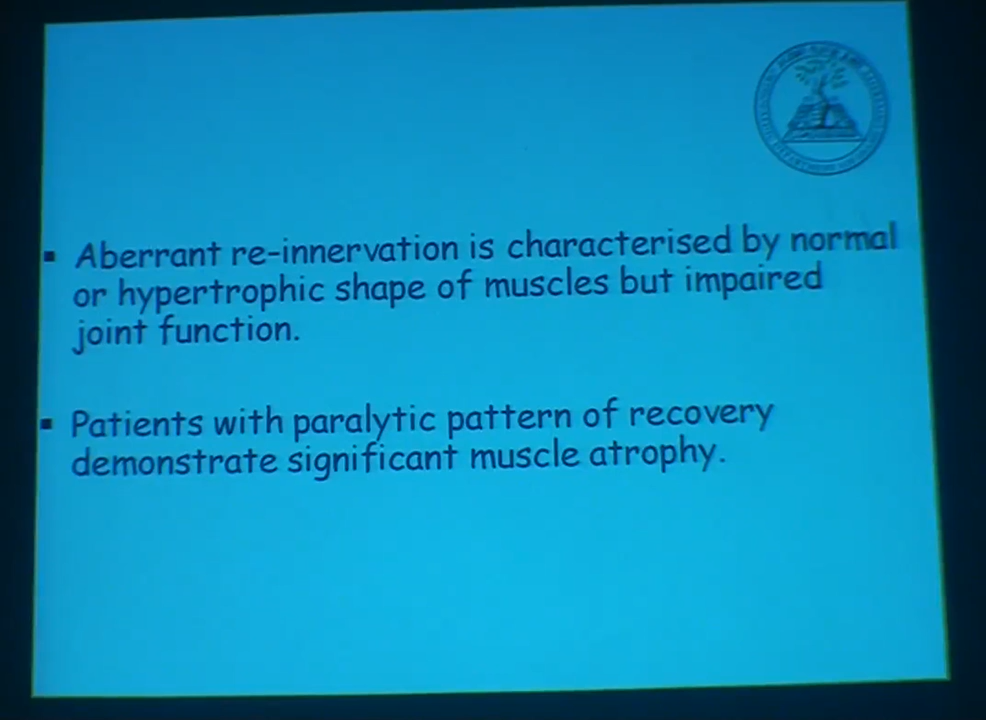 ▪ Aberrant re-innervation is characterised by normal
or hypertrophic shape of muscles but impaired
joint function.
▪ Patients with paralytic pattern of recovery
demonstrate significant muscle atrophy.